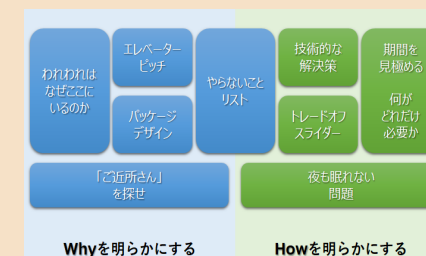 われわれは
なぜここに
いるのか
エレベーター
ピッチ
パッケージ
デザイン
やらないこと
リスト
技術的な
解決策
トレードオフ
スライダー
期間を
見極める
何が
どれだけ
必要か
「ご近所さん」
を探せ
夜も眠れない
問題
Whyを明らかにする
Howを明らかにする